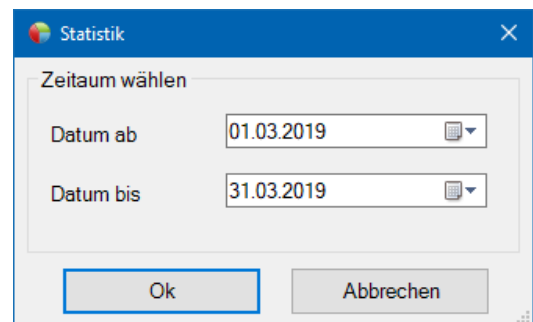 Statistik
Zeitaum wählen
Datum ab 01.03.2019
Datum bis 31.03.2019
Ok Abbrechen